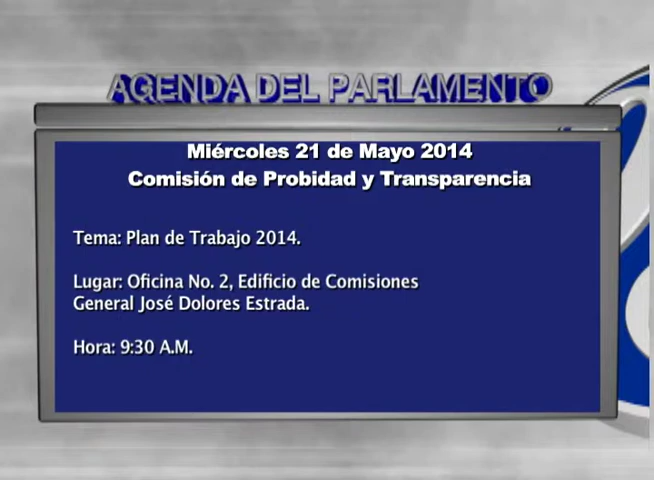 AGENDA DEL PARLAMENTO
Miércoles 21 de Mayo 2014
Comisión de Probidad y Transparencia
Tema: Plan de Trabajo 2014.
Lugar: Oficina No. 2, Edificio de Comisiones
General José Dolores Estrada.
Hora: 9:30 A.M.